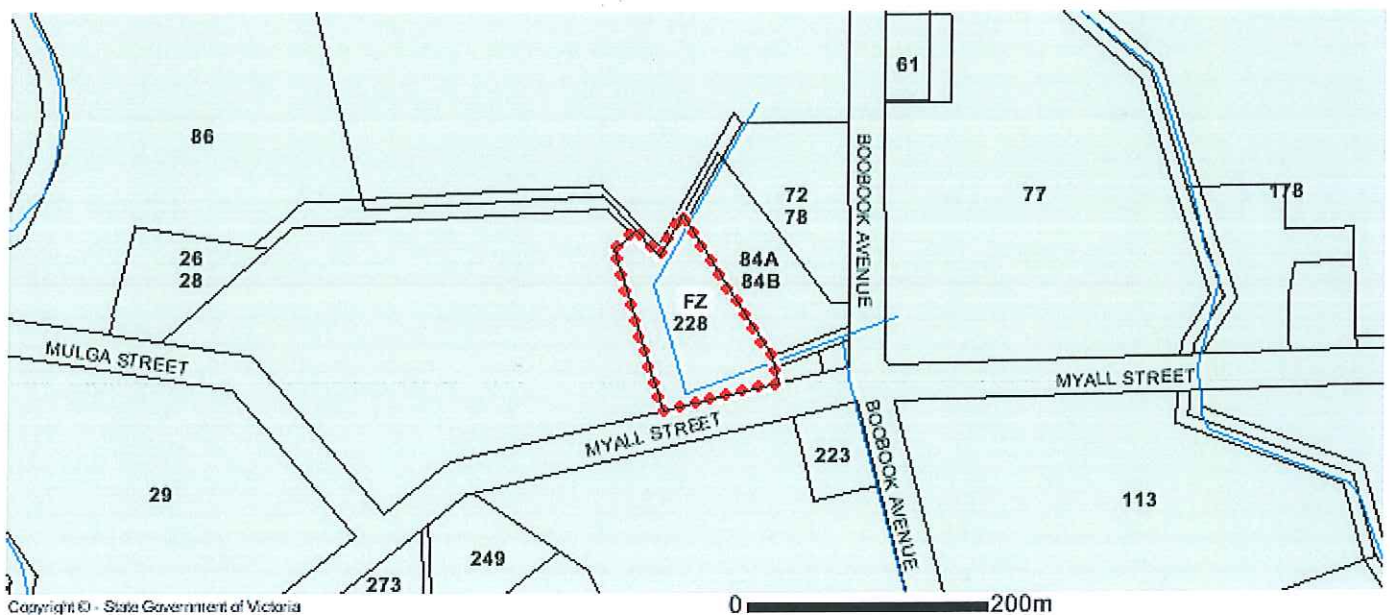 61
86
BOOBOOK AVENUE
72
78
77
178
26
28
84A
84B
FZ
228
MULGA STREET
MYALL STREET
MYALL STREET
223
BOOBOOK AVENUE
29
113
249
273
Copyright © - State Government of Victoria
0 200m